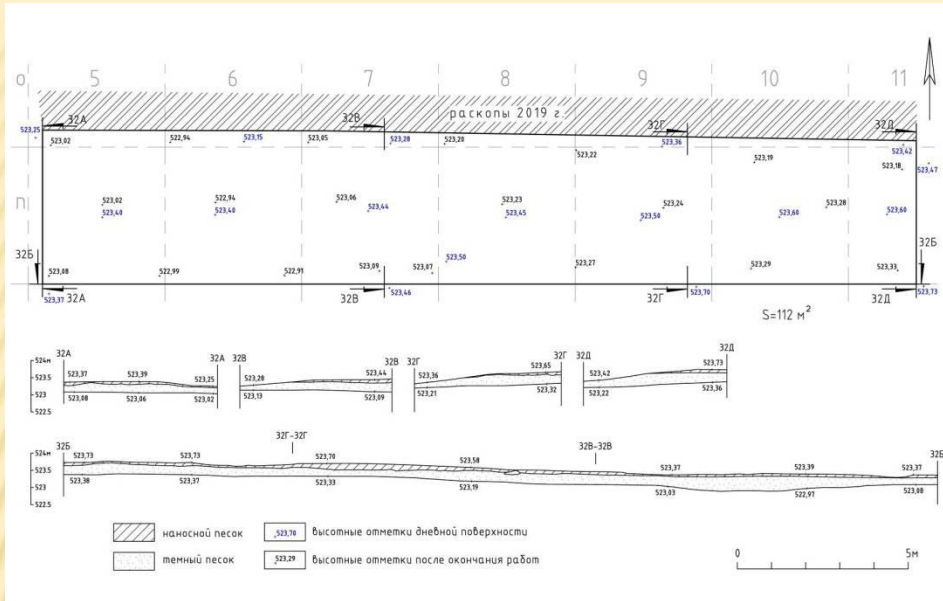 О 5 6 7 8 9 10 11
раскопы 2019 г.
32А 32В 32Г 32Д
523,25 523,02 522,94 523,15 523,05 523,28 523,20 523,22 523,36 523,19 523,42 523,18 523,47
П
523,02 522,94 523,06 523,23 523,24 523,28
523,40 523,40 523,44 523,45 523,50 523,60 523,60
32Б 32Б
523,50
523,08 522,99 522,91 523,09 523,07 523,27 523,29 523,33
523,37 32А 32В 523,46 32Г 523,70 32Д 523,73
S=112 м²
32А 32А 32В 32В 32Г 32Г 32Д 32Д
524м 523,37 523,39 523,25 523,28 523,44 523,36 523,65 523,42 523,73
523.5
523
522.5
523,08 523,06 523,02 523,13 523,09 523,21 523,32 523,22 523,36
32Б 32Г-32Г 32В-32В 32Б
524м 523,73 523,73 523,70 523,58 523,37 523,39 523,37
523.5
523
522.5
523,38 523,37 523,33 523,19 523,03 522,97 523,08
наносной песок 523,70 высотные отметки дневной поверхности
темный песок 523,29 высотные отметки после окончания работ
0 5м